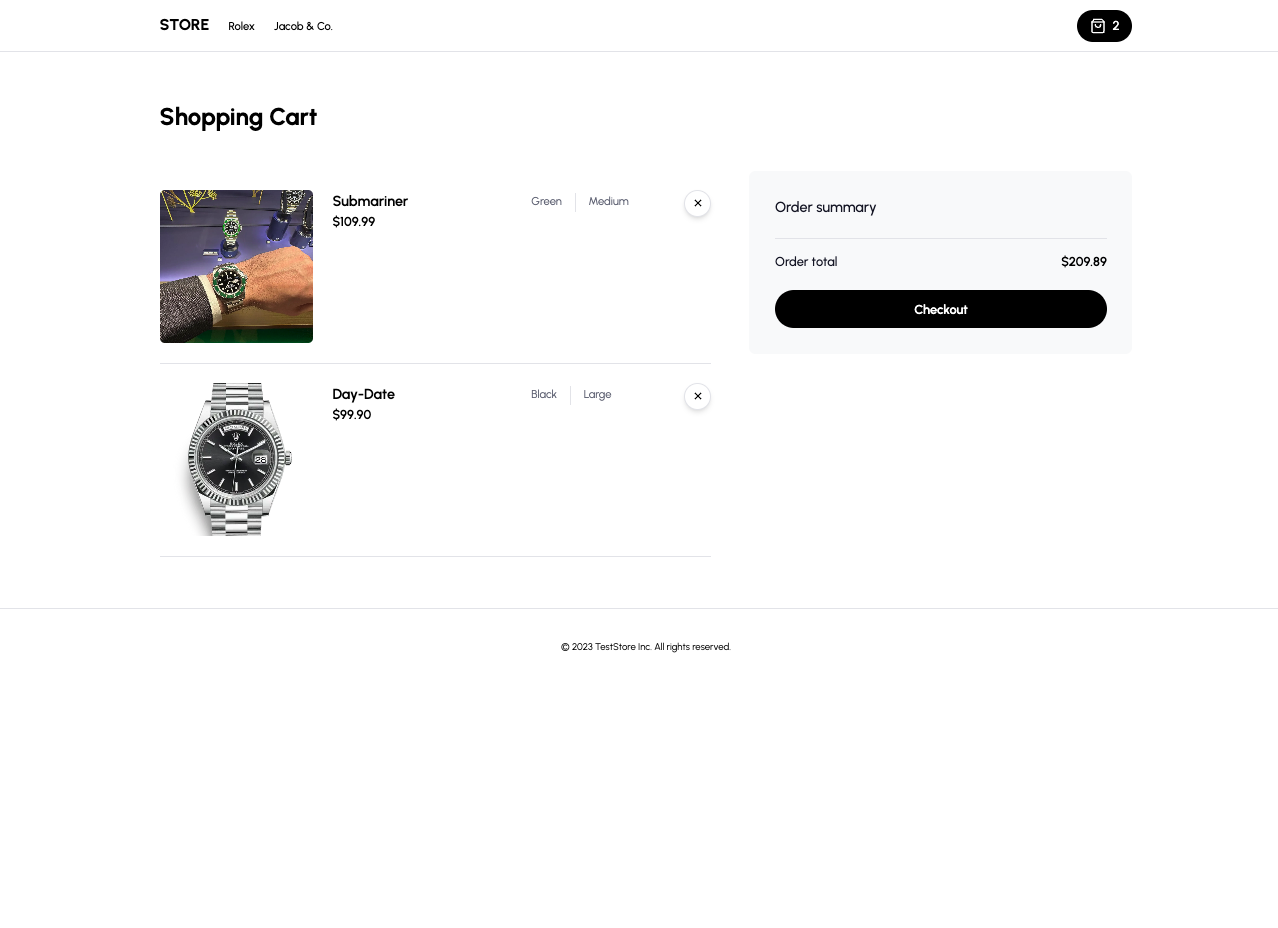 STORE Rolex Jacob & Co. 2
Shopping Cart
Submariner Green Medium
$109.99
Day-Date Black Large
$99.90
Order summary
Order total $209.89
Checkout
© 2023 TestStore Inc. All rights reserved.